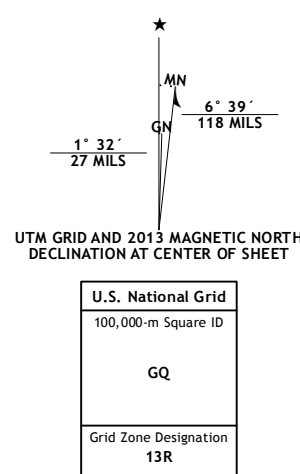 MN
GN
6° 39´
118 MILS
1° 32´
27 MILS
UTM GRID AND 2013 MAGNETIC NORTH
DECLINATION AT CENTER OF SHEET
U.S. National Grid
100,000-m Square ID
GQ
Grid Zone Designation
13R